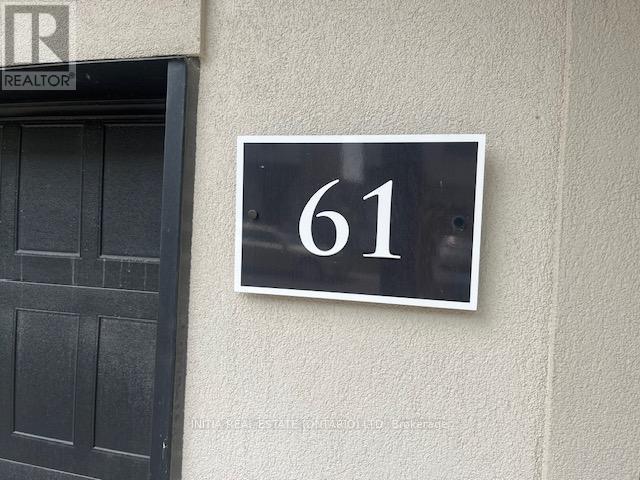 R
REALTOR®
61
INITIA REAL ESTATE (ONTARIO) LTD, Brokerage